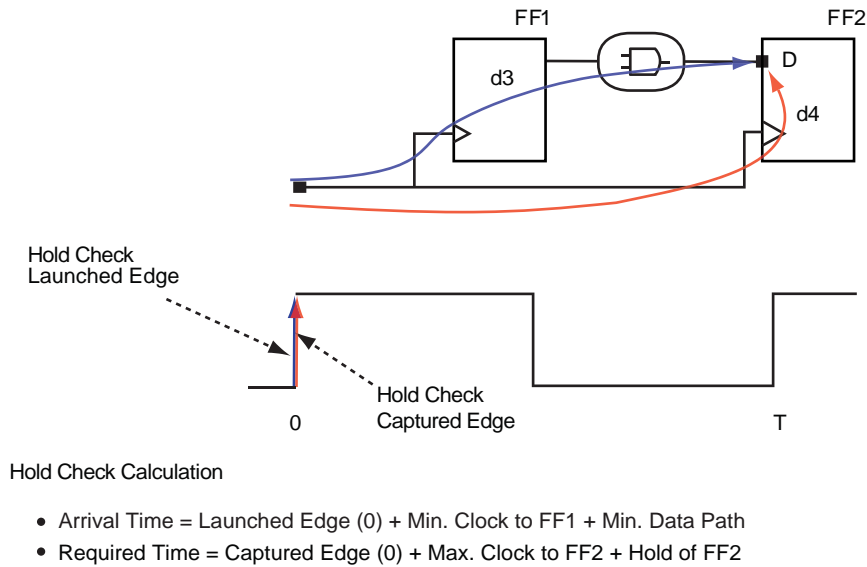 FF1 FF2
d3
D
d4
Hold Check
Launched Edge
Hold Check
Captured Edge
0 T
Hold Check Calculation
• Arrival Time = Launched Edge (0) + Min. Clock to FF1 + Min. Data Path
• Required Time = Captured Edge (0) + Max. Clock to FF2 + Hold of FF2